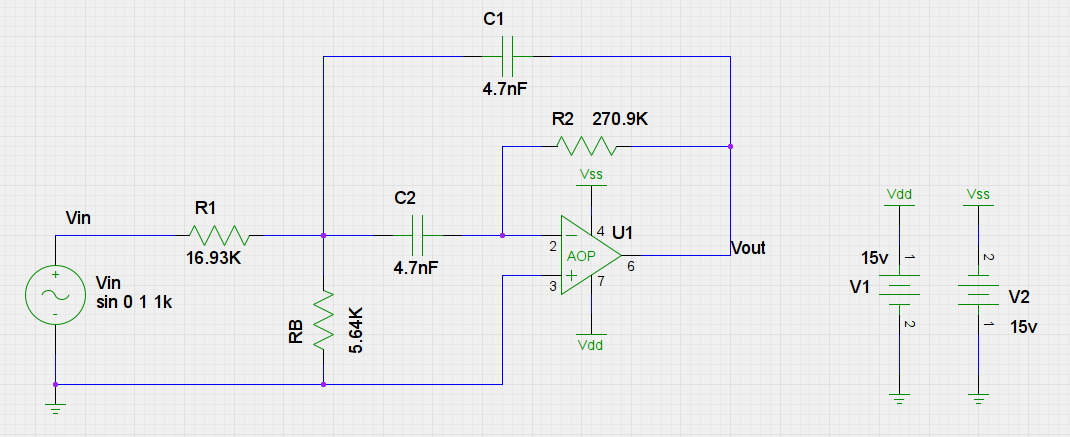 C1
4.7nF
R2 270.9K
Vss
Vdd
Vss
C2
R1
Vin
4
U1
2
AOP
6
Vout
16.93K
4.7nF
15v
1
2
Vin
sin 0 1 1k
+
-
-
+
3
7
V1
V2
RB
5.64K
Vdd
2
1
15v